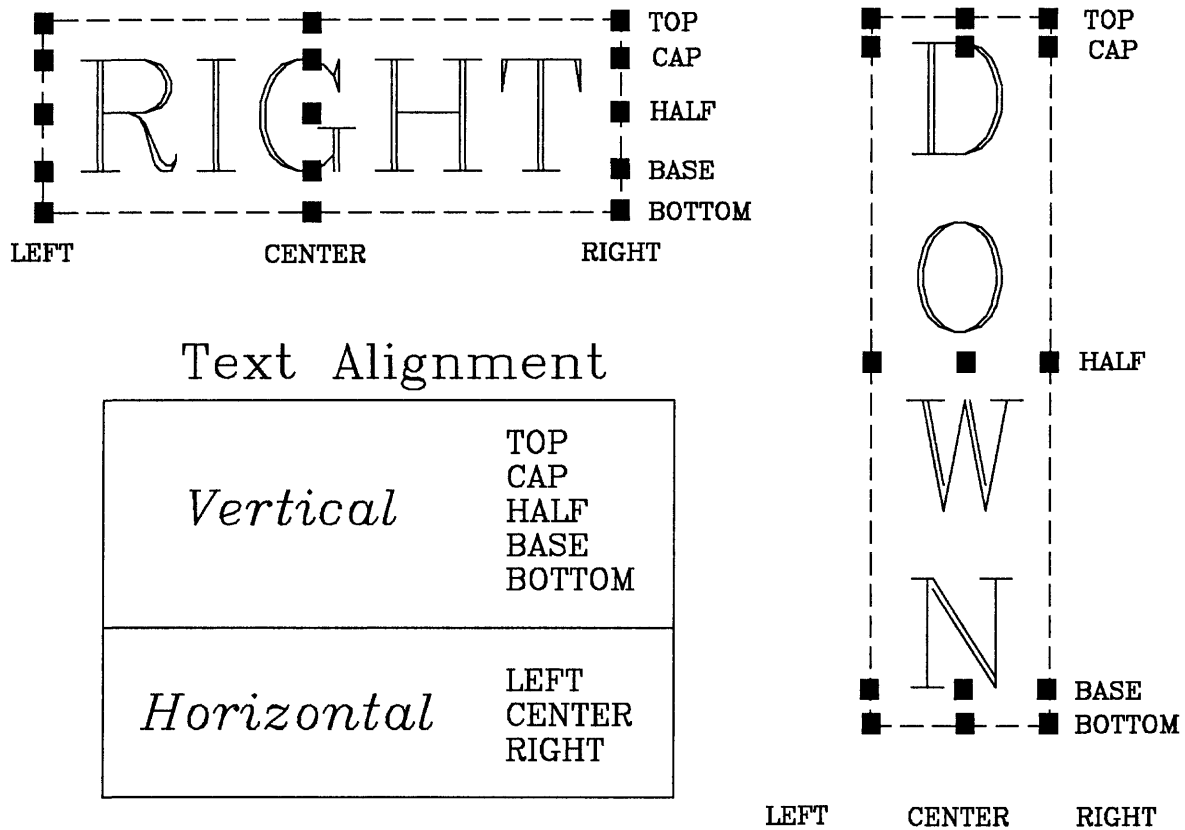 TOP
CAP
RIGHT
HALF
BASE
BOTTOM
LEFT CENTER RIGHT
Text Alignment
Vertical
TOP
CAP
HALF
BASE
BOTTOM
Horizontal
LEFT
CENTER
RIGHT
TOP
CAP
D
O
HALF
W
N
BASE
BOTTOM
LEFT CENTER RIGHT